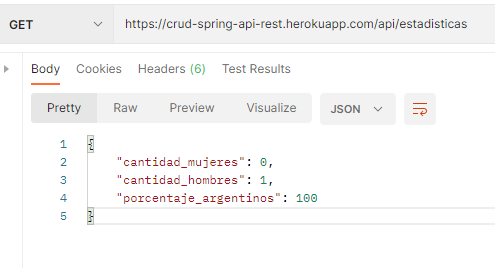 GET https://crud-spring-api-rest.herokuapp.com/api/estadisticas
Body Cookies Headers (6) Test Results
Pretty Raw Preview Visualize JSON
1 {
2 "cantidad_mujeres": 0,
3 "cantidad_hombres": 1,
4 "porcentaje_argentinos": 100
5 }